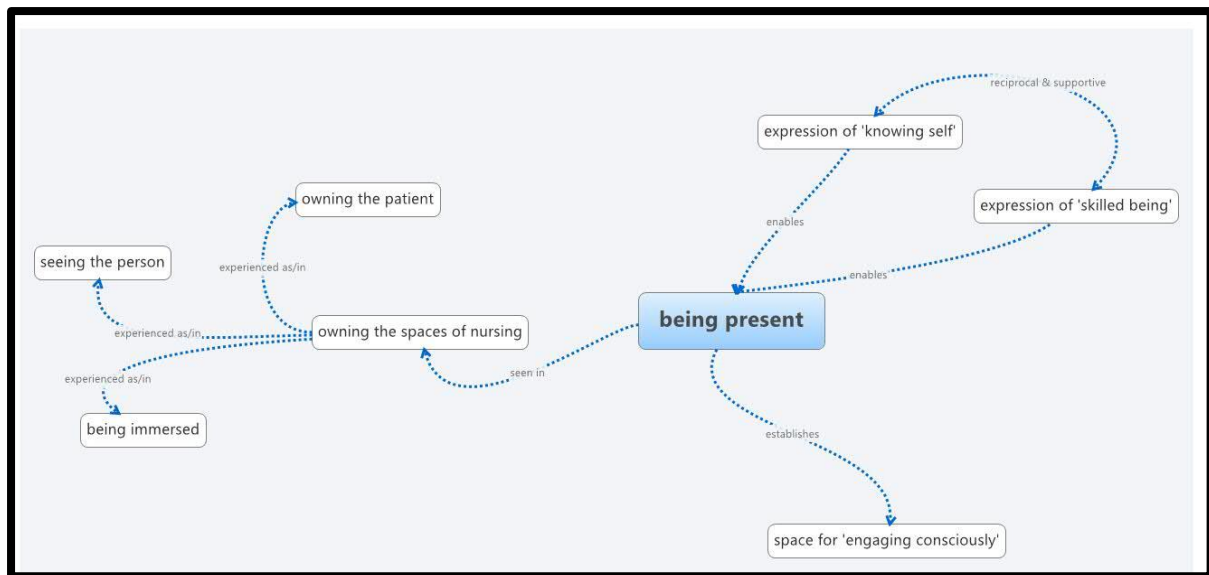 reciprocal & supportive
expression of 'knowing self'
owning the patient
expression of 'skilled being'
enables
seeing the person
experienced as/in
enables
being present
experienced as/in
owning the spaces of nursing
seen in
experienced as/in
being immersed
establishes
space for 'engaging consciously'